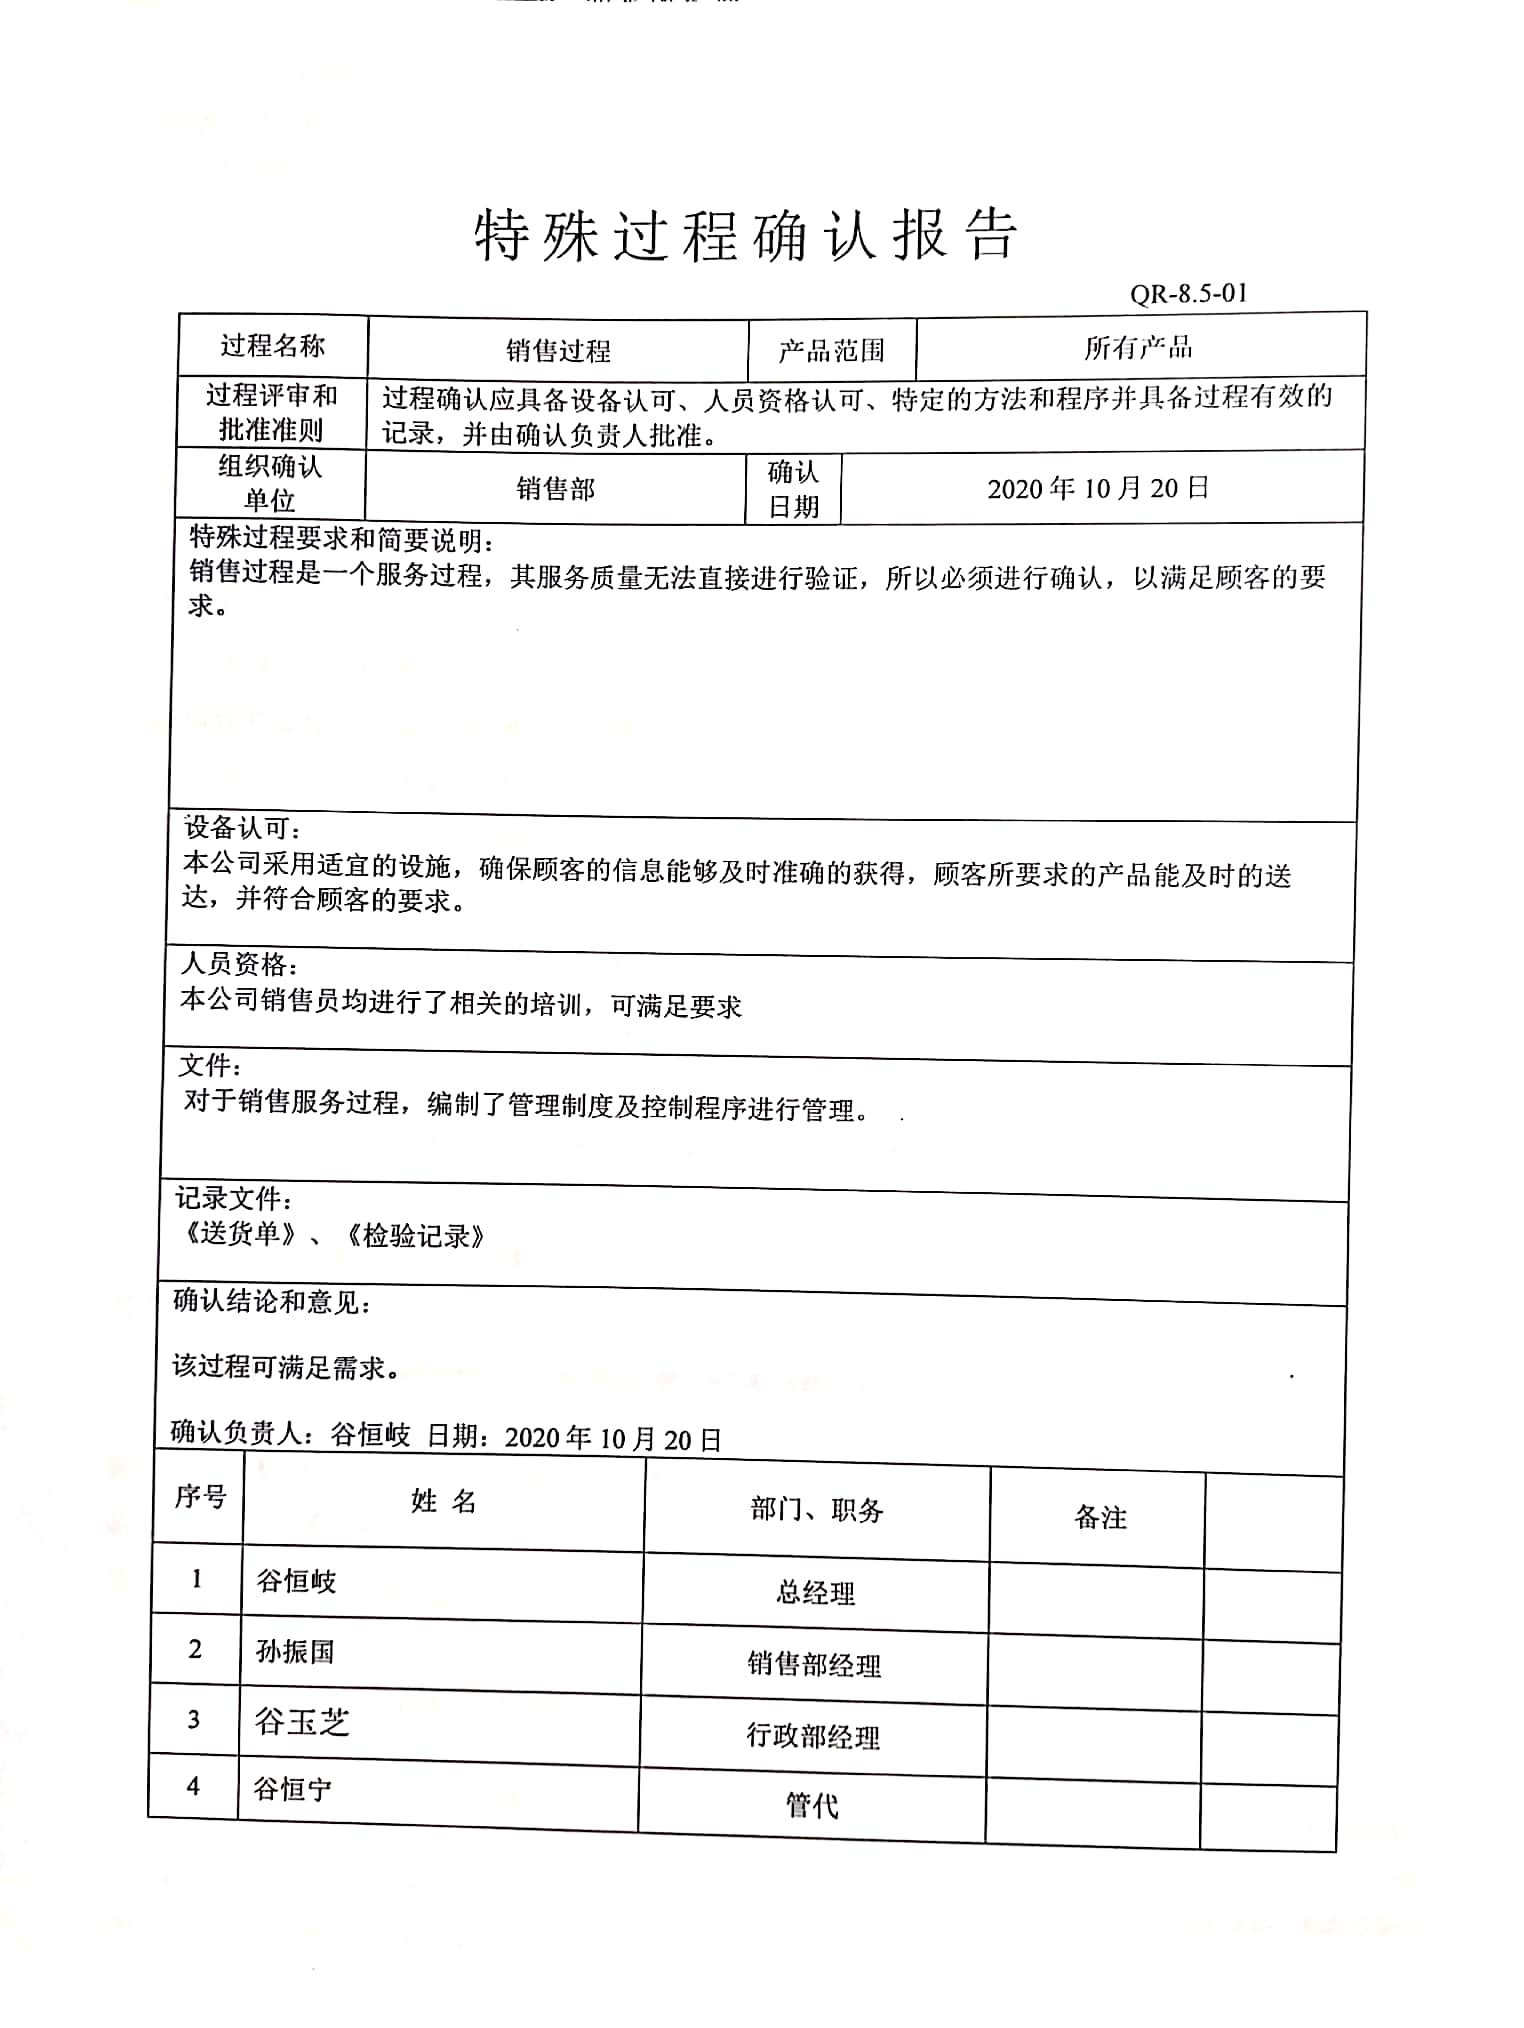 特殊过程确认报告
QR-8.5-01
过程名称 销售过程 产品范围 所有产品
过程评审和
批准准则
过程确认应具备设备认可、人员资格认可、特定的方法和程序并具备过程有效的
记录，并由确认负责人批准。
组织确认
单位
销售部
确认
日期
2020 年 10 月 20 日
特殊过程要求和简要说明：
销售过程是一个服务过程，其服务质量无法直接进行验证，所以必须进行确认，以满足顾客的要
求。
设备认可：
本公司采用适宜的设施，确保顾客的信息能够及时准确的获得，顾客所要求的产品能及时的送
达，并符合顾客的要求。
人员资格：
本公司销售员均进行了相关的培训，可满足要求
文件：
对于销售服务过程，编制了管理制度及控制程序进行管理。
记录文件：
《送货单》、《检验记录》
确认结论和意见：
该过程可满足需求。
确认负责人：谷恒岐 日期：2020 年 10 月 20 日
序号 姓 名 部门、职务 备注
1 谷恒岐 总经理
2 孙振国 销售部经理
3 谷玉芝 行政部经理
4 谷恒宁 管代